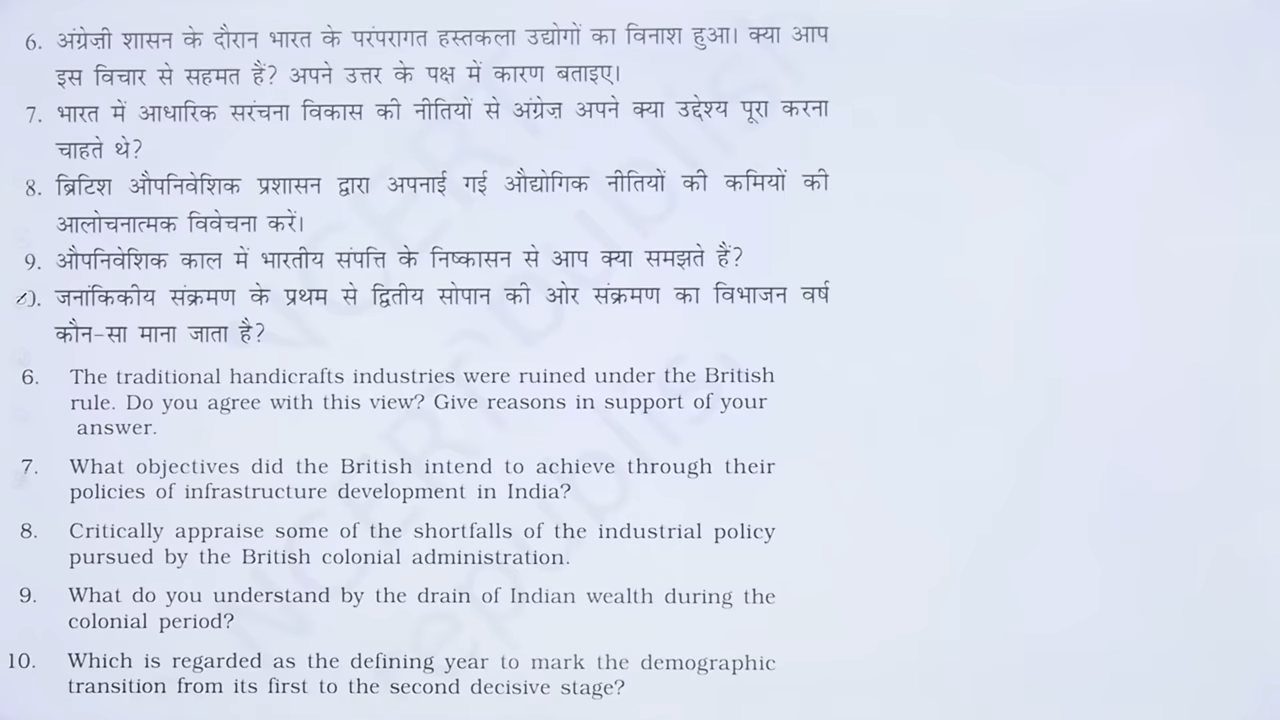 6. अंग्रेज़ी शासन के दौरान भारत के परंपरागत हस्तकला उद्योगों का विनाश हुआ। क्या आप
इस विचार से सहमत हैं? अपने उत्तर के पक्ष में कारण बताइए।
7. भारत में आधारिक सरंचना विकास की नीतियों से अंग्रेज़ अपने क्या उद्देश्य पूरा करना
चाहते थे?
8. ब्रिटिश औपनिवेशिक प्रशासन द्वारा अपनाई गई औद्योगिक नीतियों की कमियों की
आलोचनात्मक विवेचना करें।
9. औपनिवेशिक काल में भारतीय संपत्ति के निष्कासन से आप क्या समझते हैं?
जनांकिकीय संक्रमण के प्रथम से द्वितीय सोपान की ओर संक्रमण का विभाजन वर्ष
कौन-सा माना जाता है?
6. The traditional handicrafts industries were ruined under the British
rule. Do you agree with this view? Give reasons in support of your
answer.
7. What objectives did the British intend to achieve through their
policies of infrastructure development in India?
8. Critically appraise some of the shortfalls of the industrial policy
pursued by the British colonial administration.
9. What do you understand by the drain of Indian wealth during the
colonial period?
10. Which is regarded as the defining year to mark the demographic
transition from its first to the second decisive stage?